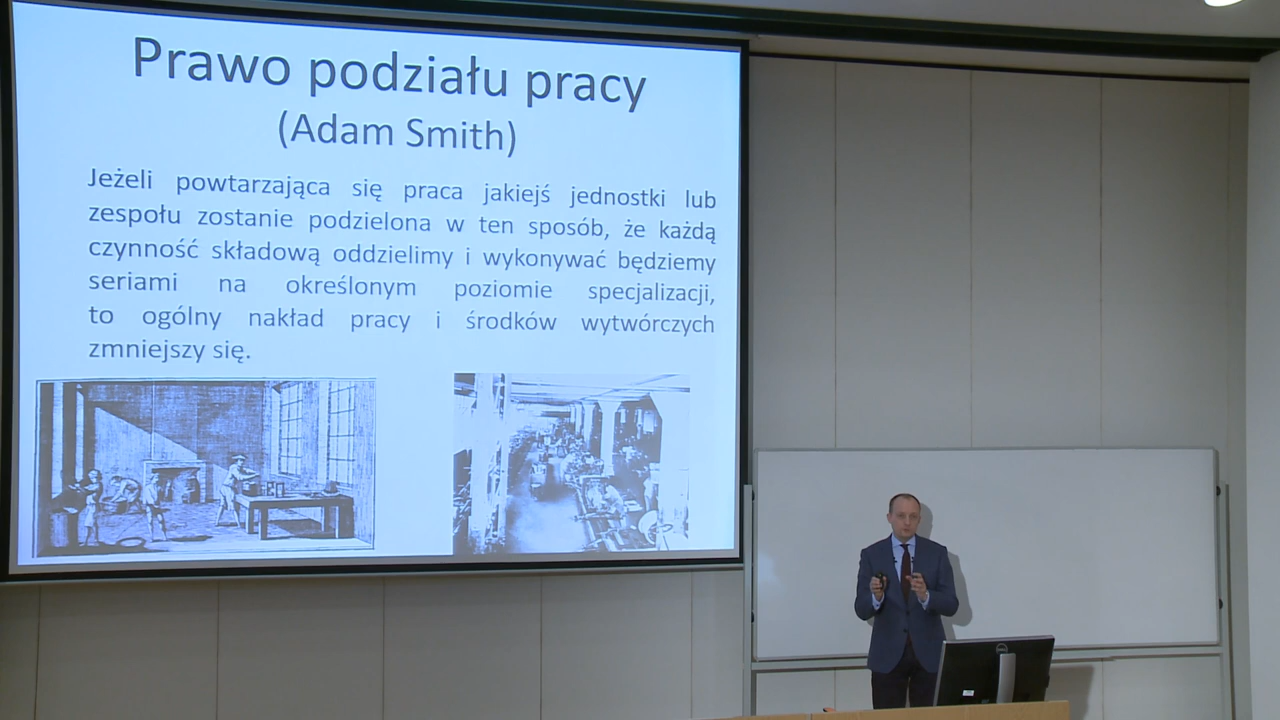 Prawo podziału pracy
(Adam Smith)
Jeżeli powtarzająca się praca jakiejś jednostki lub
zespołu zostanie podzielona w ten sposób, że każdą
czynność składową oddzielimy i wykonywać będziemy
seriami na określonym poziomie specjalizacji,
to ogólny nakład pracy i środków wytwórczych
zmniejszy się.
DELL